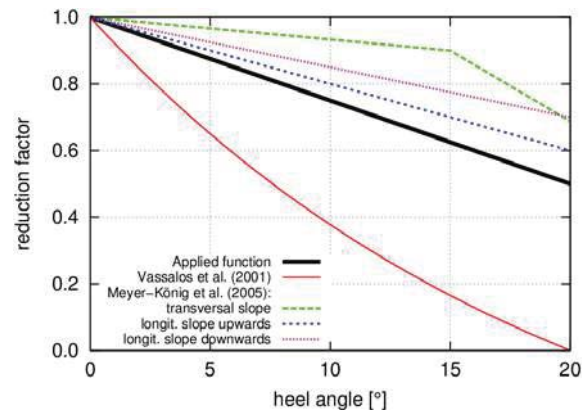 1.0
0.8
0.6
0.4
0.2
0.0
reduction factor
Applied function
Vassalos et al. (2001)
Meyer−König et al. (2005):
transversal slope
longit. slope upwards
longit. slope downwards
0 5 10 15 20
heel angle [°]